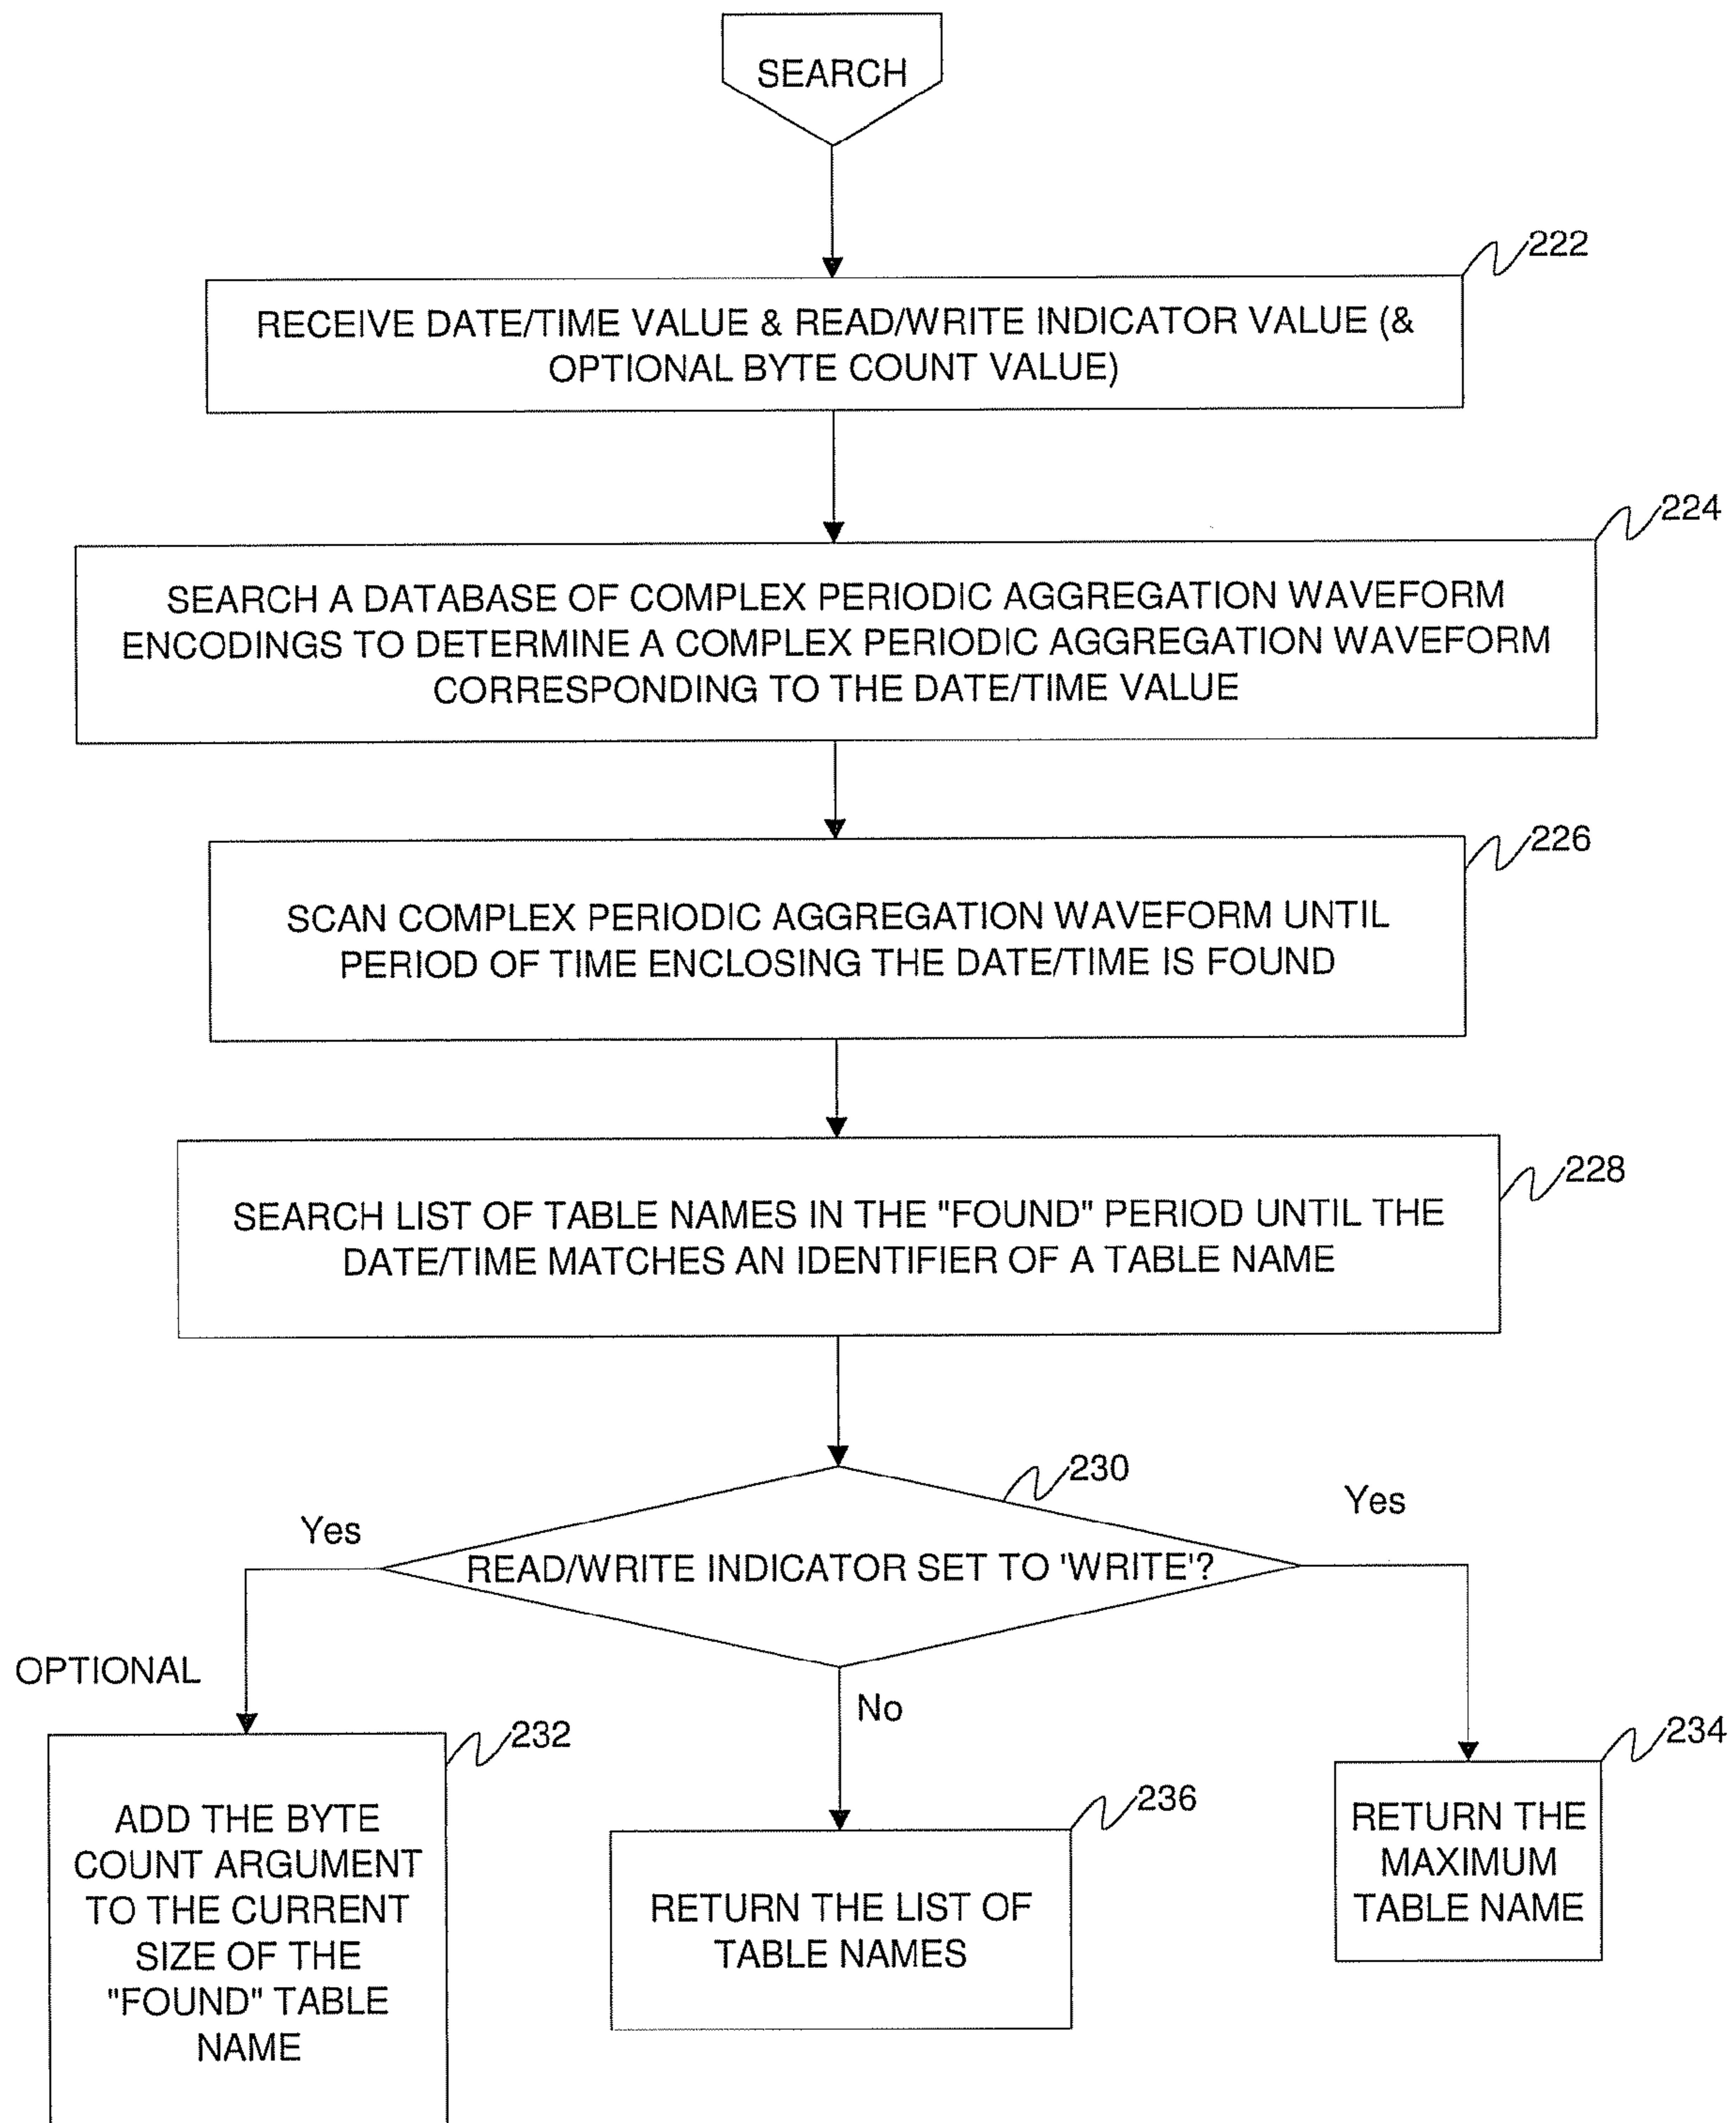 SEARCH
222
RECEIVE DATE/TIME VALUE & READ/WRITE INDICATOR VALUE (&
OPTIONAL BYTE COUNT VALUE)
224
SEARCH A DATABASE OF COMPLEX PERIODIC AGGREGATION WAVEFORM
ENCODINGS TO DETERMINE A COMPLEX PERIODIC AGGREGATION WAVEFORM
CORRESPONDING TO THE DATE/TIME VALUE
226
SCAN COMPLEX PERIODIC AGGREGATION WAVEFORM UNTIL
PERIOD OF TIME ENCLOSING THE DATE/TIME IS FOUND
228
SEARCH LIST OF TABLE NAMES IN THE "FOUND" PERIOD UNTIL THE
DATE/TIME MATCHES AN IDENTIFIER OF A TABLE NAME
230
Yes
Yes
READ/WRITE INDICATOR SET TO 'WRITE'?
OPTIONAL
No
232
ADD THE BYTE
COUNT ARGUMENT
TO THE CURRENT
SIZE OF THE
"FOUND" TABLE
NAME
236
RETURN THE LIST OF
TABLE NAMES
234
RETURN THE
MAXIMUM
TABLE NAME